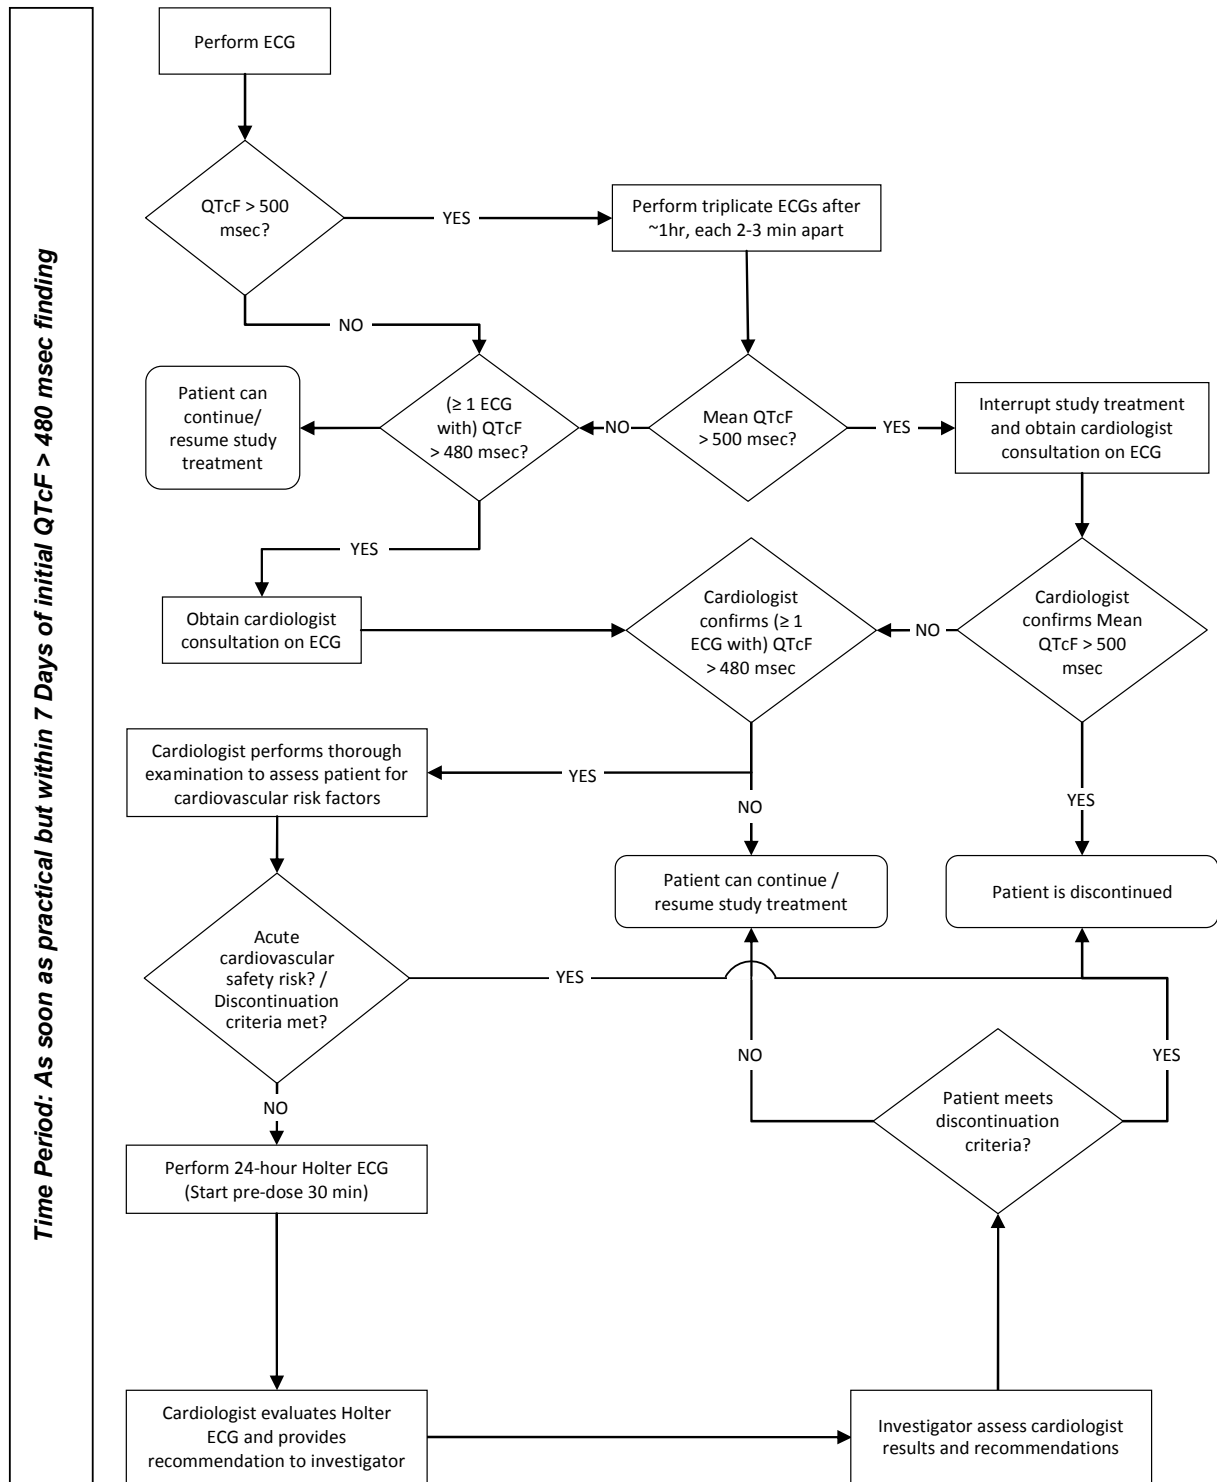 Time Period: As soon as practical but within 7 Days of initial QTcF > 480 msec finding
Perform ECG
QTcF > 500
msec?
YES
Perform triplicate ECGs after
~1hr, each 2-3 min apart
NO
Patient can
continue/
resume study
treatment
(≥ 1 ECG
with) QTcF
> 480 msec?
NO
Mean QTcF
> 500 msec?
YES
Interrupt study treatment
and obtain cardiologist
consultation on ECG
YES
Obtain cardiologist
consultation on ECG
Cardiologist
confirms (≥ 1
ECG with) QTcF
> 480 msec
NO
Cardiologist
confirms Mean
QTcF > 500
msec
Cardiologist performs thorough
examination to assess patient for
cardiovascular risk factors
YES
NO
YES
Patient can continue /
resume study treatment
Patient is discontinued
Acute
cardiovascular
safety risk? /
Discontinuation
criteria met?
YES
NO
YES
NO
Patient meets
discontinuation
criteria?
Perform 24-hour Holter ECG
(Start pre-dose 30 min)
Cardiologist evaluates Holter
ECG and provides
recommendation to investigator
Investigator assess cardiologist
results and recommendations